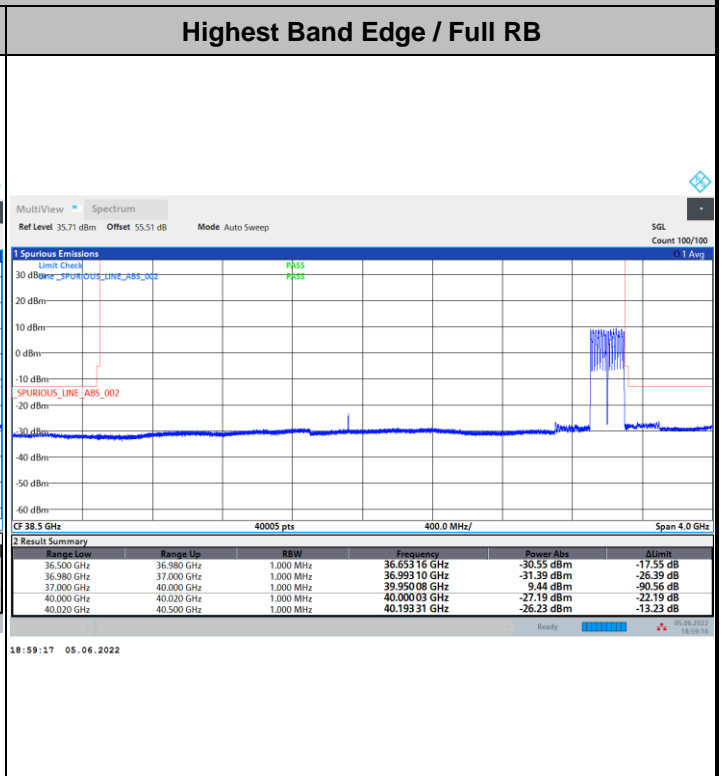 Highest Band Edge / Full RB
MultiView Spectrum
Ref Level 35.71 dBm Offset 55.51 dB Mode Auto Sweep SGL
Count 100/100
1 Spurious Emissions 1 Avg
Limit Check PASS
30 dBm Line _SPURIOUS_LINE_ABS_002 PASS
20 dBm
10 dBm
0 dBm
-10 dBm
_SPURIOUS_LINE_ABS_002
-20 dBm
-30 dBm
-40 dBm
-50 dBm
-60 dBm
CF 38.5 GHz 40005 pts 400.0 MHz/ Span 4.0 GHz
2 Result Summary
Range Low Range Up RBW Frequency Power Abs ΔLimit
36.500 GHz 36.980 GHz 1.000 MHz 36.653 16 GHz -30.55 dBm -17.55 dB
36.980 GHz 37.000 GHz 1.000 MHz 36.993 10 GHz -31.39 dBm -26.39 dB
37.000 GHz 40.000 GHz 1.000 MHz 39.950 08 GHz 9.44 dBm -90.56 dB
40.000 GHz 40.020 GHz 1.000 MHz 40.000 03 GHz -27.19 dBm -22.19 dB
40.020 GHz 40.500 GHz 1.000 MHz 40.193 31 GHz -26.23 dBm -13.23 dB
Ready 05.06.2022
18:59:16
18:59:17 05.06.2022